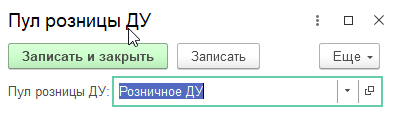 Пул розницы ДУ
Записать и закрыть Записать Еще
Пул розницы ДУ: Розничное ДУ